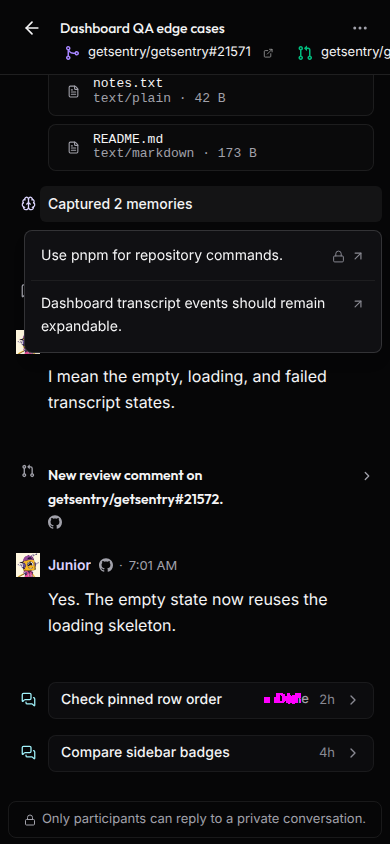 Dashboard QA edge cases
getsentry/getsentry#21571
getsentry/g
notes.txt
text/plain · 42 B
README.md
text/markdown · 173 B
Captured 2 memories
Use pnpm for repository commands.
Dashboard transcript events should remain
expandable.
I mean the empty, loading, and failed
transcript states.
New review comment on
getsentry/getsentry#21572.
Junior · 7:01 AM
Yes. The empty state now reuses the
loading skeleton.
Check pinned row order 2h
Compare sidebar badges 4h
Only participants can reply to a private conversation.